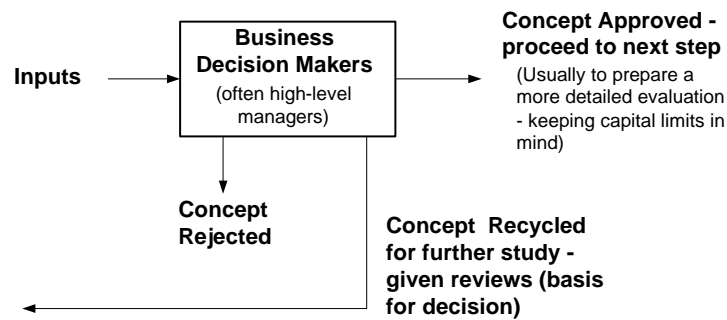 Inputs
Business
Decision Makers
(often high-level
managers)
Concept Approved -
proceed to next step
(Usually to prepare a
more detailed evaluation
- keeping capital limits in
mind)
Concept
Rejected
Concept Recycled
for further study -
given reviews (basis
for decision)